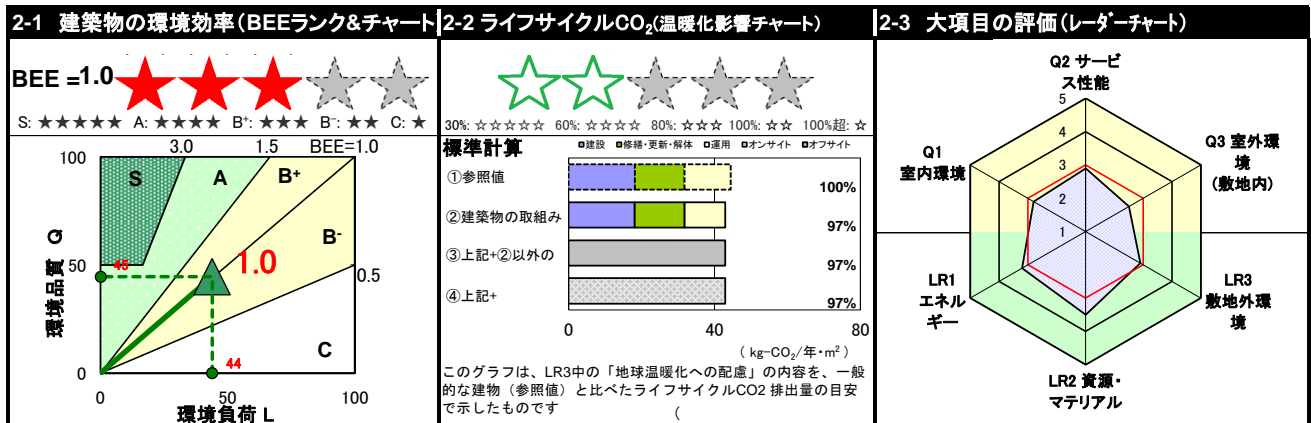 2-1 建築物の環境効率(BEEランク&チャート
BEE =1.0
S: ★★★★★ A: ★★★★ B⁺: ★★★ B⁻: ★★ C: ★
3.0 1.5 BEE=1.0
100
S A B⁺
B⁻
環境品質 Q
50
45
1.0
0.5
C
44
0
0 50 100
環境負荷 L
2-2 ライフサイクルCO₂(温暖化影響チャート)
30%: ☆☆☆☆☆ 60%: ☆☆☆☆ 80%: ☆☆☆ 100%: ☆☆ 100%超: ☆
標準計算
■建設 ■修繕・更新・解体 □運用 ■オンサイト ■オフサイト
①参照値 100%
②建築物の取組み 97%
③上記+②以外の 97%
④上記+ 97%
0 40 80
( kg-CO₂/年・m² )
このグラフは、LR3中の「地球温暖化への配慮」の内容を、一般
的な建物(参照値)と比べたライフサイクルCO2 排出量の目安
で示したものです (
2-3 大項目の評価(レーダーチャート)
Q2 サービ
ス性能
5
4
3
2
1
Q1
室内環境
Q3 室外環
境
(敷地内)
LR1
エネル
ギー
LR3
敷地外環
境
LR2 資源・
マテリアル